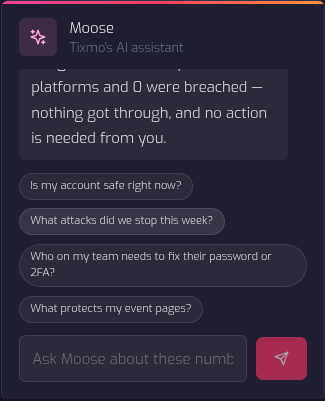 Moose
Tixmo's AI assistant
platforms and 0 were breached —
nothing got through, and no action
is needed from you.
Is my account safe right now?
What attacks did we stop this week?
Who on my team needs to fix their password or
2FA?
What protects my event pages?
Ask Moose about these numb